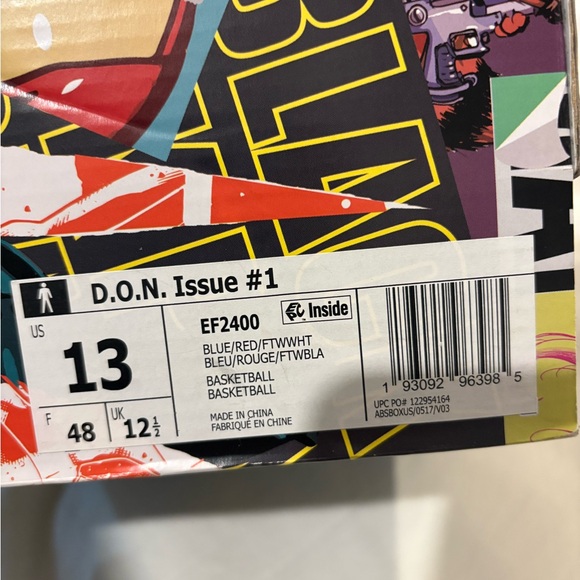 D.O.N. Issue #1
US
13
F
48
UK
12½
EF2400
Inside
BLUE/RED/FTWWHT
BLEU/ROUGE/FTWBLA
BASKETBALL
BASKETBALL
MADE IN CHINA
FABRIQUÉ EN CHINE
1 93092 96398 5
UPC PO# 122954164
ABSBOXUS/0517/V03